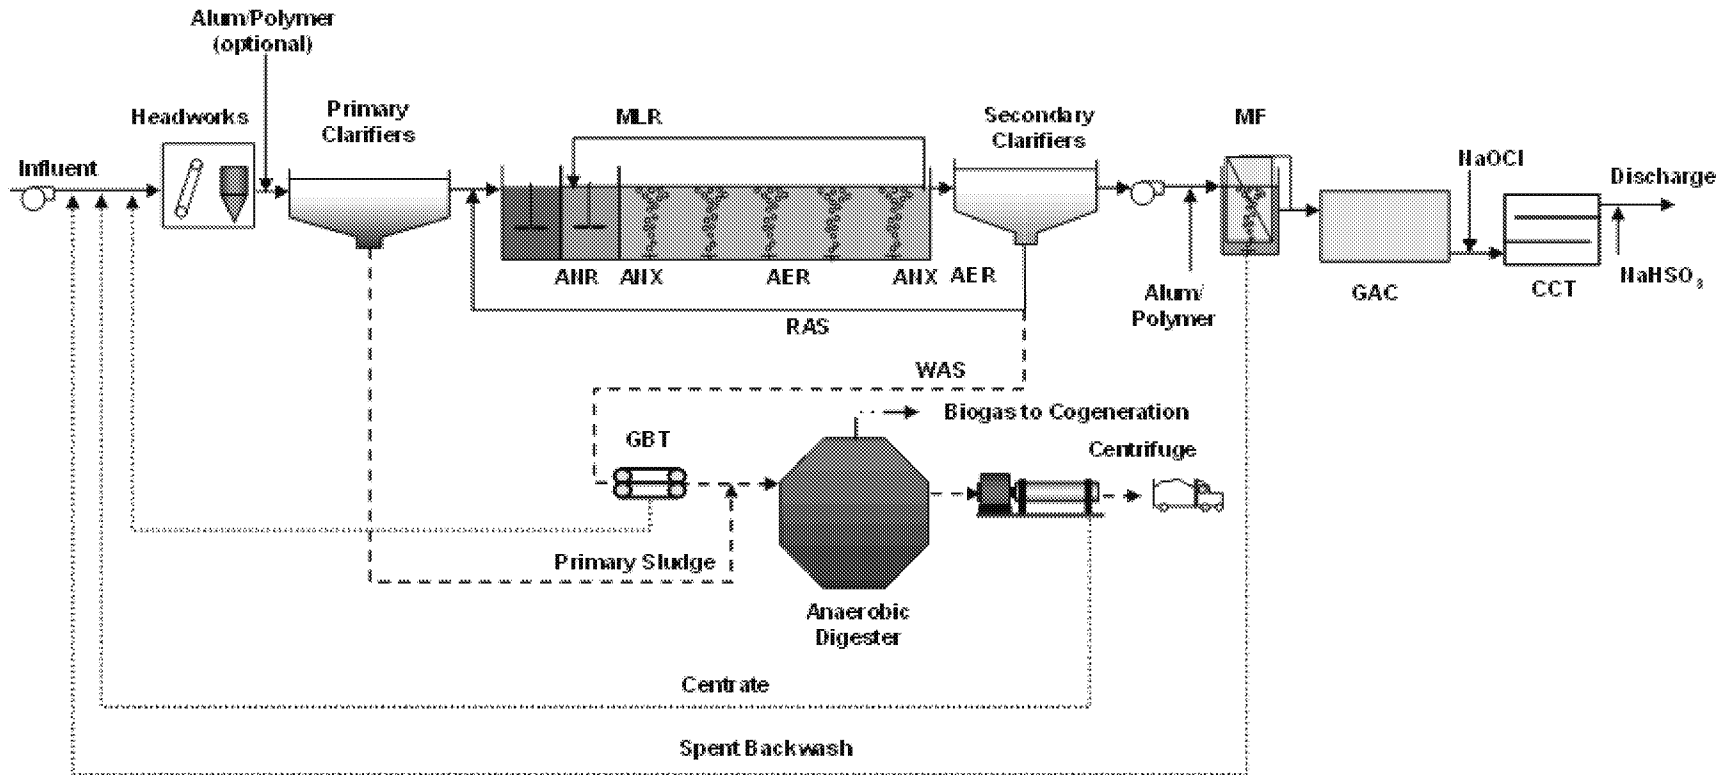 Alum/Polymer
(optional)
Headworks
Primary
Clarifiers
MLR
Secondary
Clarifiers
MF
NaOCl
Influent
Discharge
ANR
ANX
AER
ANX
AER
Alum/
Polymer
GAC
CCT
NaHSO₃
RAS
WAS
Biogas to Cogeneration
GBT
Centrifuge
Primary Sludge
Anaerobic
Digester
Centrate
Spent Backwash